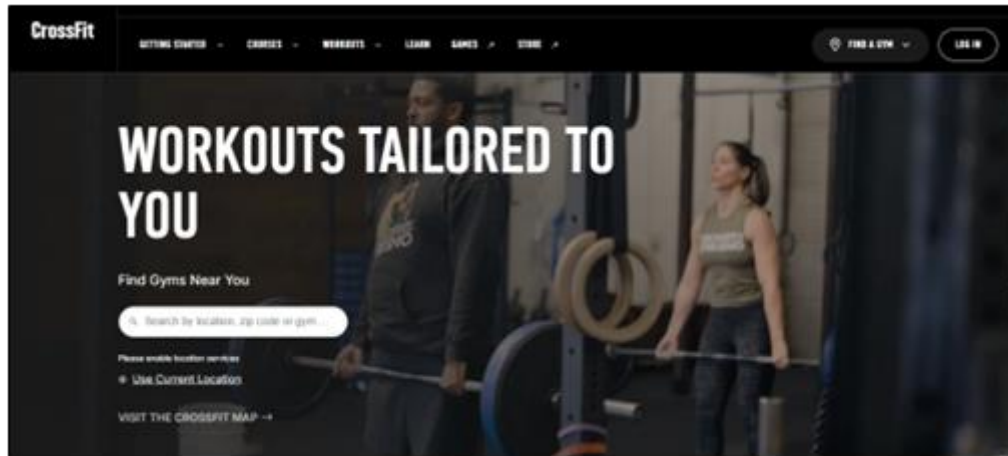 CrossFit
GETTING STARTED
COURSES
WORKOUTS
LEARN
GAMES ↗
STORE ↗
FIND A GYM
LOG IN
WORKOUTS TAILORED TO
YOU
Find Gyms Near You
Search by location, zip code or gym...
Please enable location services
Use Current Location
VISIT THE CROSSFIT MAP →